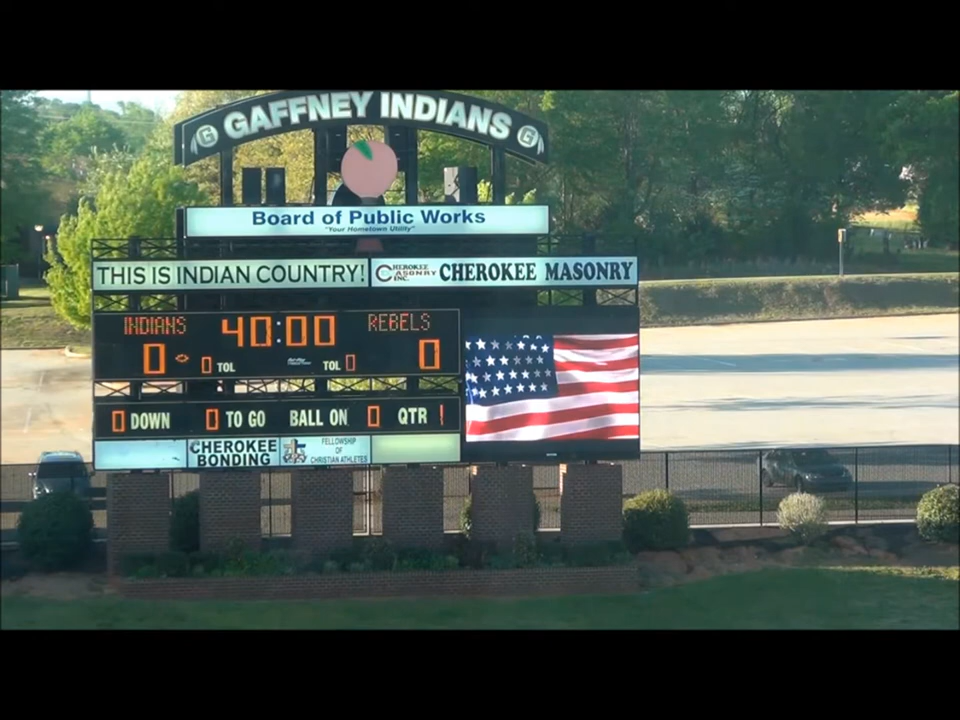 GAFFNEY INDIANS
G G
Board of Public Works
"Your Hometown Utility"
THIS IS INDIAN COUNTRY!
CHEROKEE MASONRY INC.
CHEROKEE MASONRY
INDIANS 40:00 REBELS
0 0 TOL TOL 0 0
0 DOWN 0 TO GO BALL ON 0 QTR 1
CHEROKEE BONDING
FELLOWSHIP OF CHRISTIAN ATHLETES